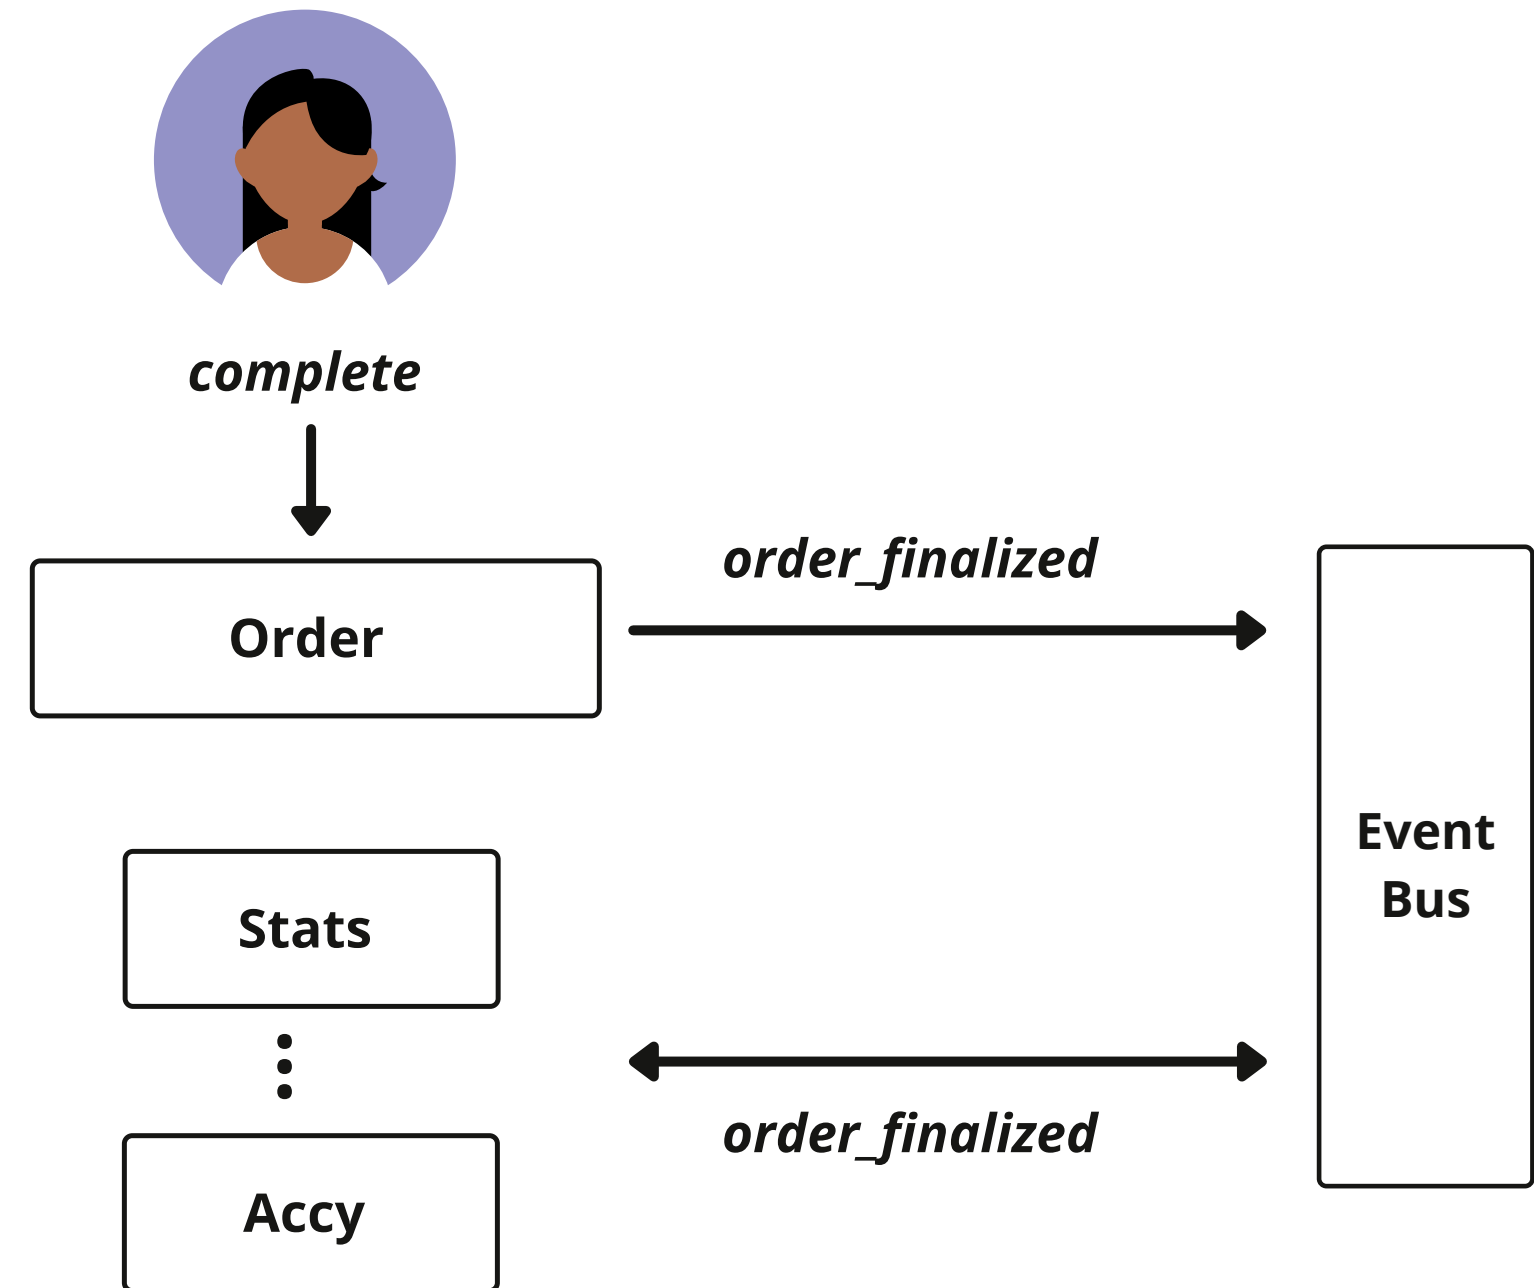 complete
order_finalized
Order
Event
Bus
Stats
order_finalized
Accy